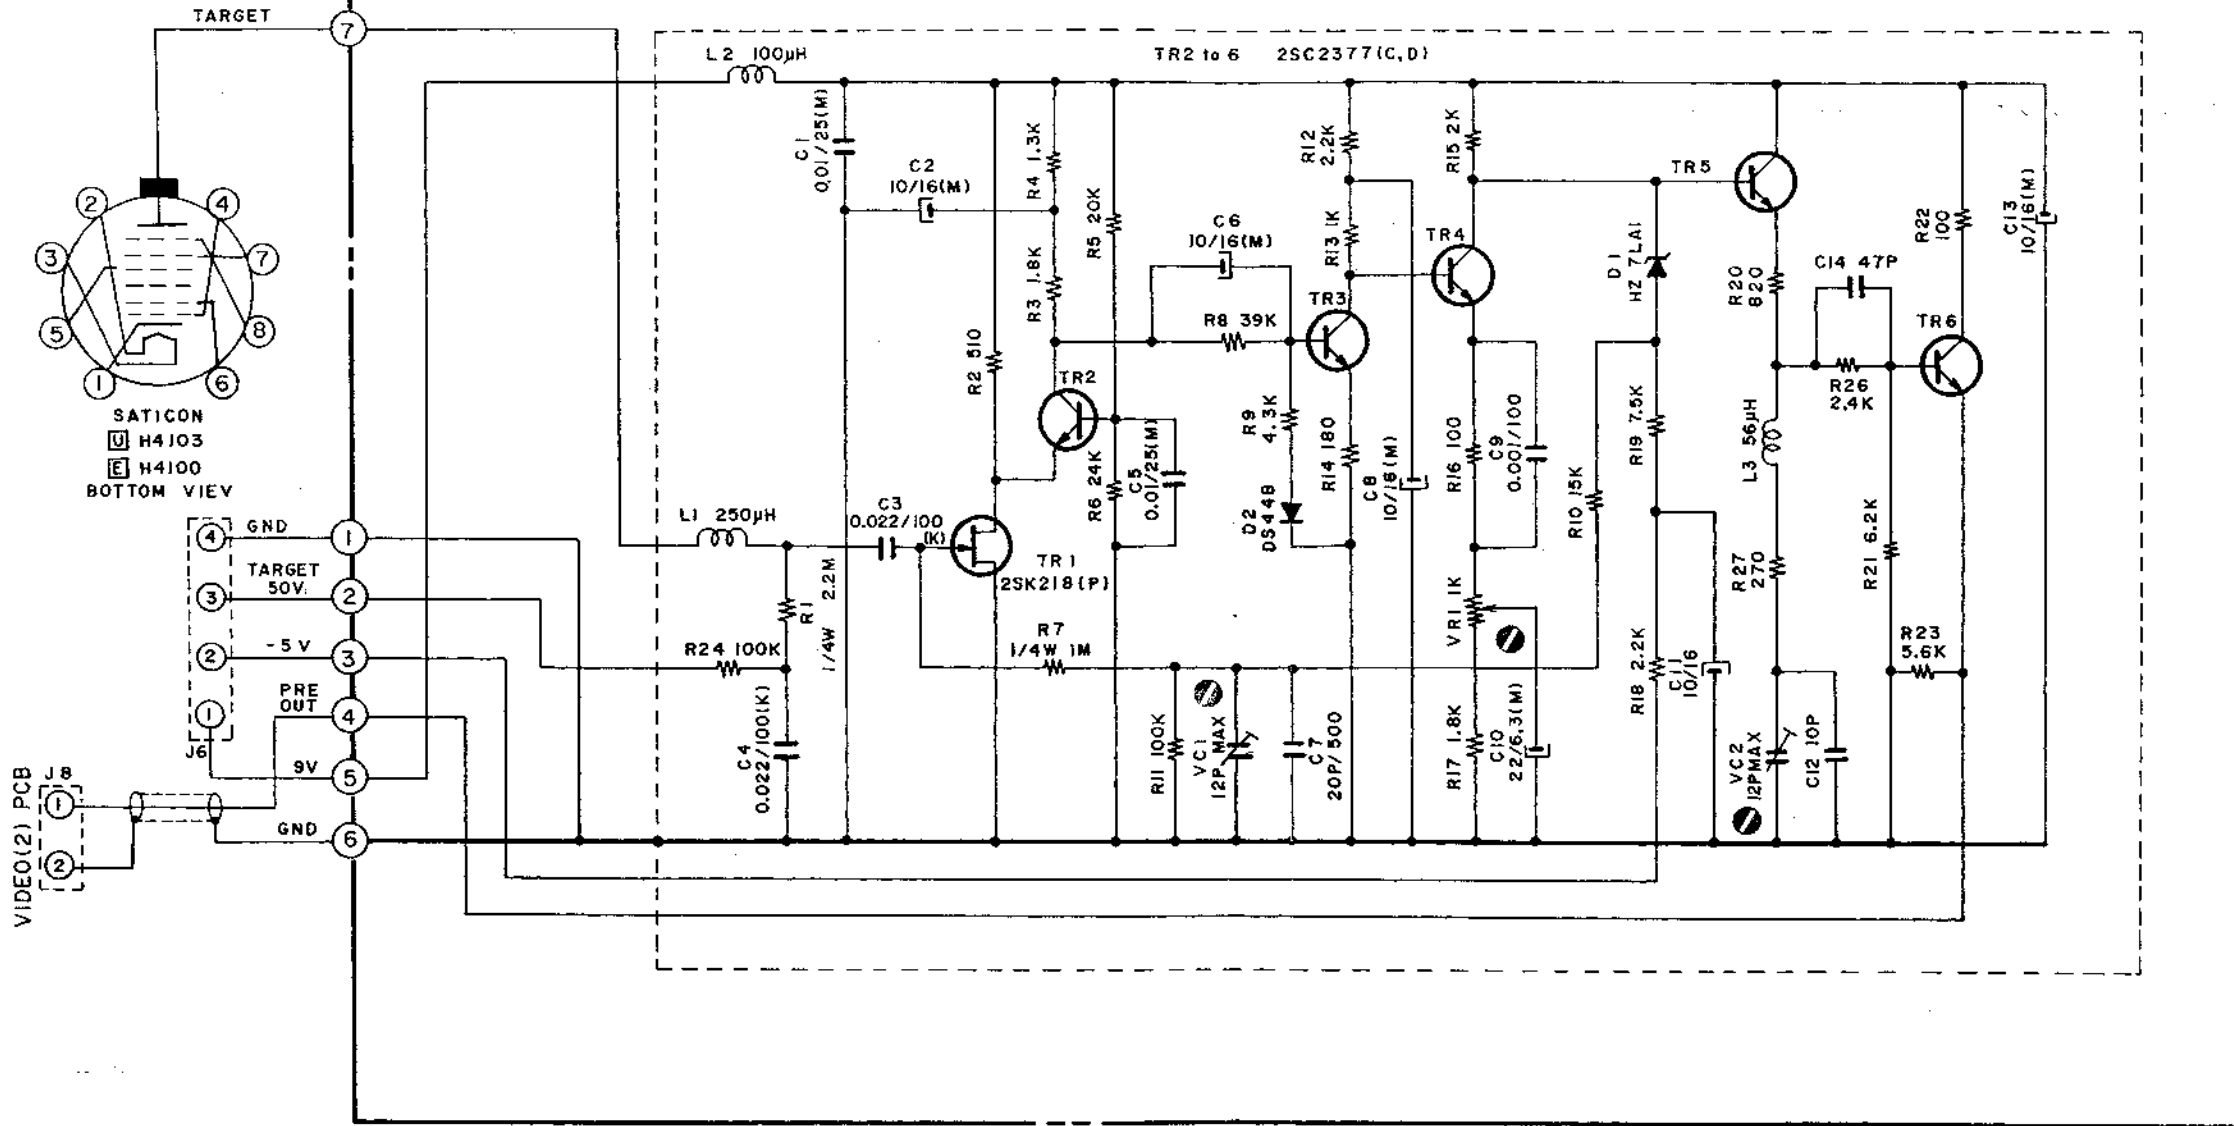 TARGET
7
L2 100µH
TR2 to 6 2SC2377(C,D)
C1
0.01/25(M)
C2
10/16(M)
R4 1.3K
R5 20K
R3 1.8K
R2 510
TR2
R6 24K
C5
0.01/25(M)
C6
10/16(M)
R8 39K
R9
4.3K
D2
DS448
TR3
R12
2.2K
R13 1K
R14 180
C8
10/16(M)
R15 2K
TR4
R16 100
C9
0.001/100
VR1 1K
R17 1.8K
C10
22/6.3(M)
R10 15K
D1
HZ 7LA1
R19 7.5K
R18 2.2K
C11
10/16
TR5
R20
820
L3 56µH
R27
270
VC2
12PMAX
C12 10P
C14 47P
R26
2.4K
R21 6.2K
TR6
R22
100
R23
5.6K
C13
10/16(M)
2
4
3
7
5
8
1
6
SATICON
U H4103
E H4100
BOTTOM VIEV
L1 250µH
C3
0.022/100
(K)
TR1
2SK218(P)
R1 2.2M
1/4W
R24 100K
C4
0.022/100(K)
R7
1/4W 1M
R11 100K
VC1
12P MAX
C7
20P/500
4 GND 1
TARGET
3 50V 2
2 -5V 3
PRE
OUT 4
1
J6
9V 5
GND 6
J8
1
2
VIDEO(2) PCB